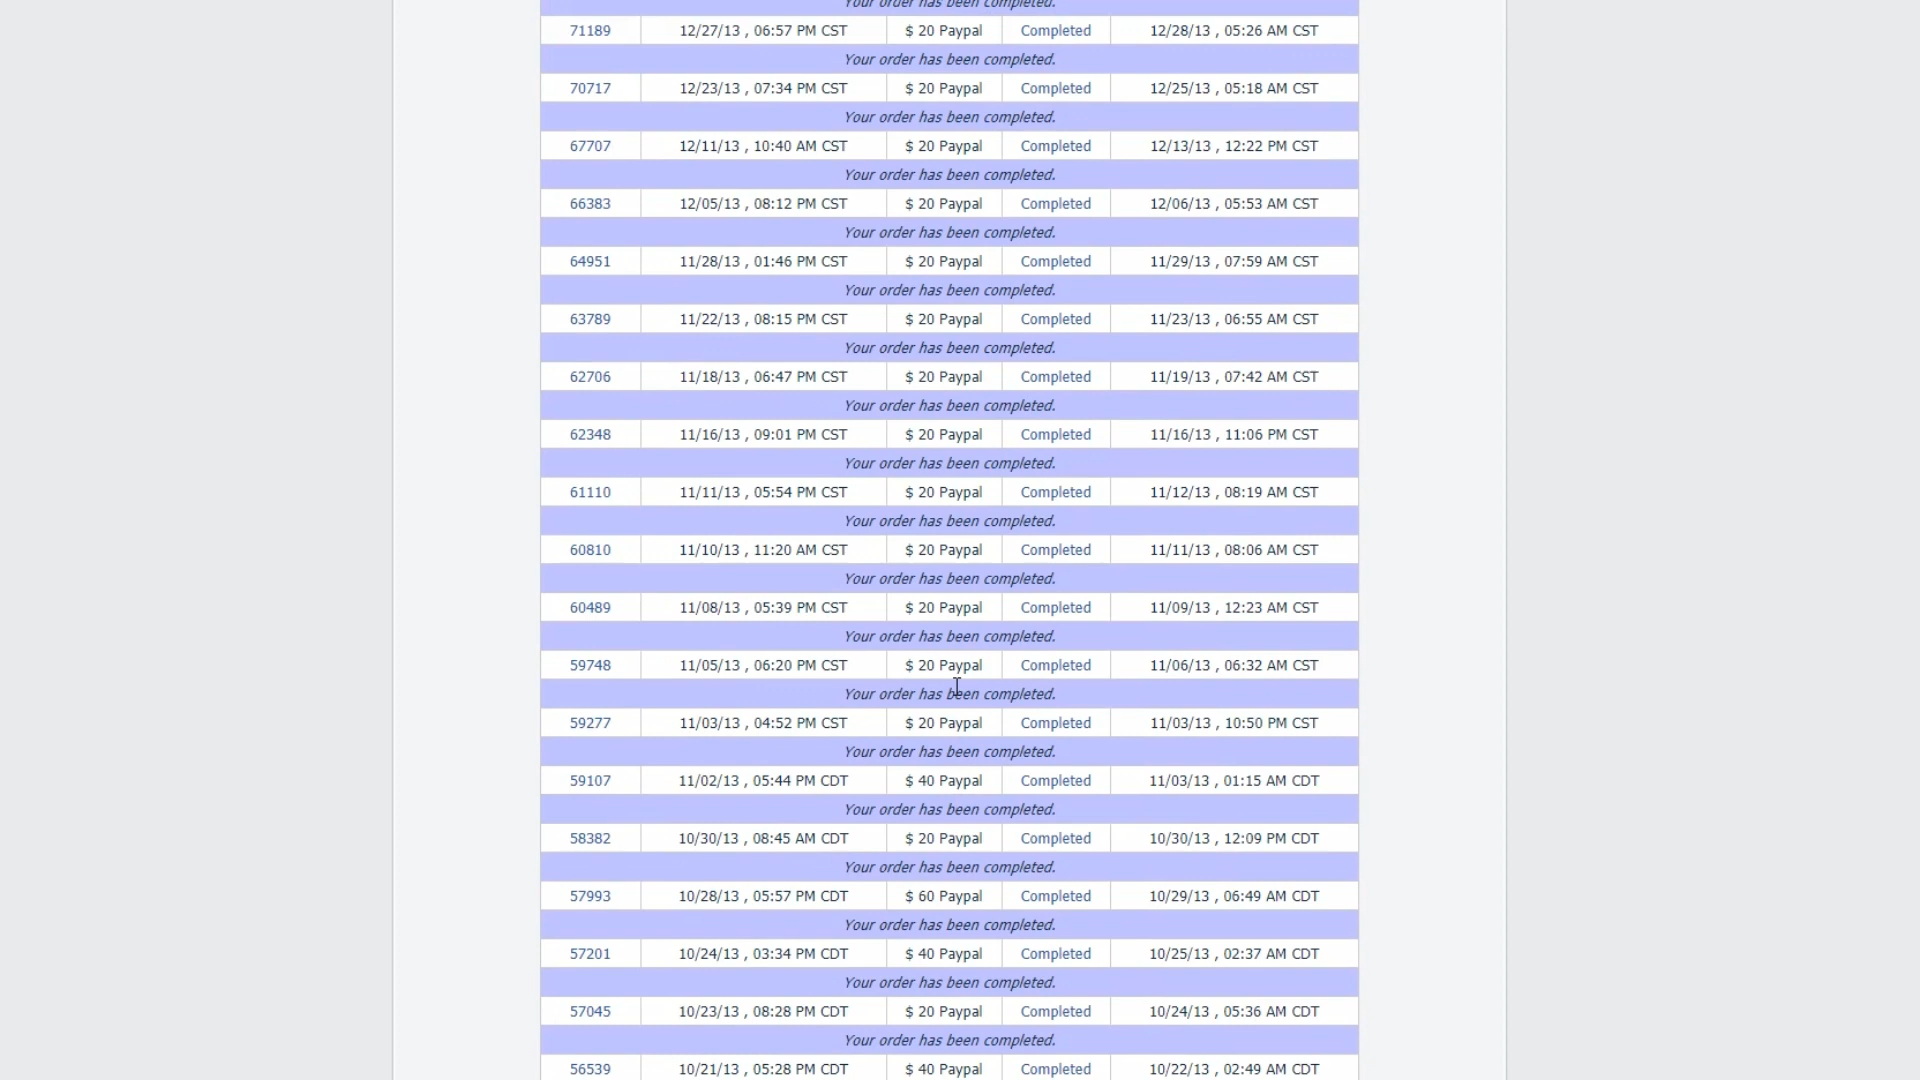 Your order has been completed.
71189 12/27/13 , 06:57 PM CST $ 20 Paypal Completed 12/28/13 , 05:26 AM CST
Your order has been completed.
70717 12/23/13 , 07:34 PM CST $ 20 Paypal Completed 12/25/13 , 05:18 AM CST
Your order has been completed.
67707 12/11/13 , 10:40 AM CST $ 20 Paypal Completed 12/13/13 , 12:22 PM CST
Your order has been completed.
66383 12/05/13 , 08:12 PM CST $ 20 Paypal Completed 12/06/13 , 05:53 AM CST
Your order has been completed.
64951 11/28/13 , 01:46 PM CST $ 20 Paypal Completed 11/29/13 , 07:59 AM CST
Your order has been completed.
63789 11/22/13 , 08:15 PM CST $ 20 Paypal Completed 11/23/13 , 06:55 AM CST
Your order has been completed.
62706 11/18/13 , 06:47 PM CST $ 20 Paypal Completed 11/19/13 , 07:42 AM CST
Your order has been completed.
62348 11/16/13 , 09:01 PM CST $ 20 Paypal Completed 11/16/13 , 11:06 PM CST
Your order has been completed.
61110 11/11/13 , 05:54 PM CST $ 20 Paypal Completed 11/12/13 , 08:19 AM CST
Your order has been completed.
60810 11/10/13 , 11:20 AM CST $ 20 Paypal Completed 11/11/13 , 08:06 AM CST
Your order has been completed.
60489 11/08/13 , 05:39 PM CST $ 20 Paypal Completed 11/09/13 , 12:23 AM CST
Your order has been completed.
59748 11/05/13 , 06:20 PM CST $ 20 Paypal Completed 11/06/13 , 06:32 AM CST
Your order has been completed.
59277 11/03/13 , 04:52 PM CST $ 20 Paypal Completed 11/03/13 , 10:50 PM CST
Your order has been completed.
59107 11/02/13 , 05:44 PM CDT $ 40 Paypal Completed 11/03/13 , 01:15 AM CDT
Your order has been completed.
58382 10/30/13 , 08:45 AM CDT $ 20 Paypal Completed 10/30/13 , 12:09 PM CDT
Your order has been completed.
57993 10/28/13 , 05:57 PM CDT $ 60 Paypal Completed 10/29/13 , 06:49 AM CDT
Your order has been completed.
57201 10/24/13 , 03:34 PM CDT $ 40 Paypal Completed 10/25/13 , 02:37 AM CDT
Your order has been completed.
57045 10/23/13 , 08:28 PM CDT $ 20 Paypal Completed 10/24/13 , 05:36 AM CDT
Your order has been completed.
56539 10/21/13 , 05:28 PM CDT $ 40 Paypal Completed 10/22/13 , 02:49 AM CDT